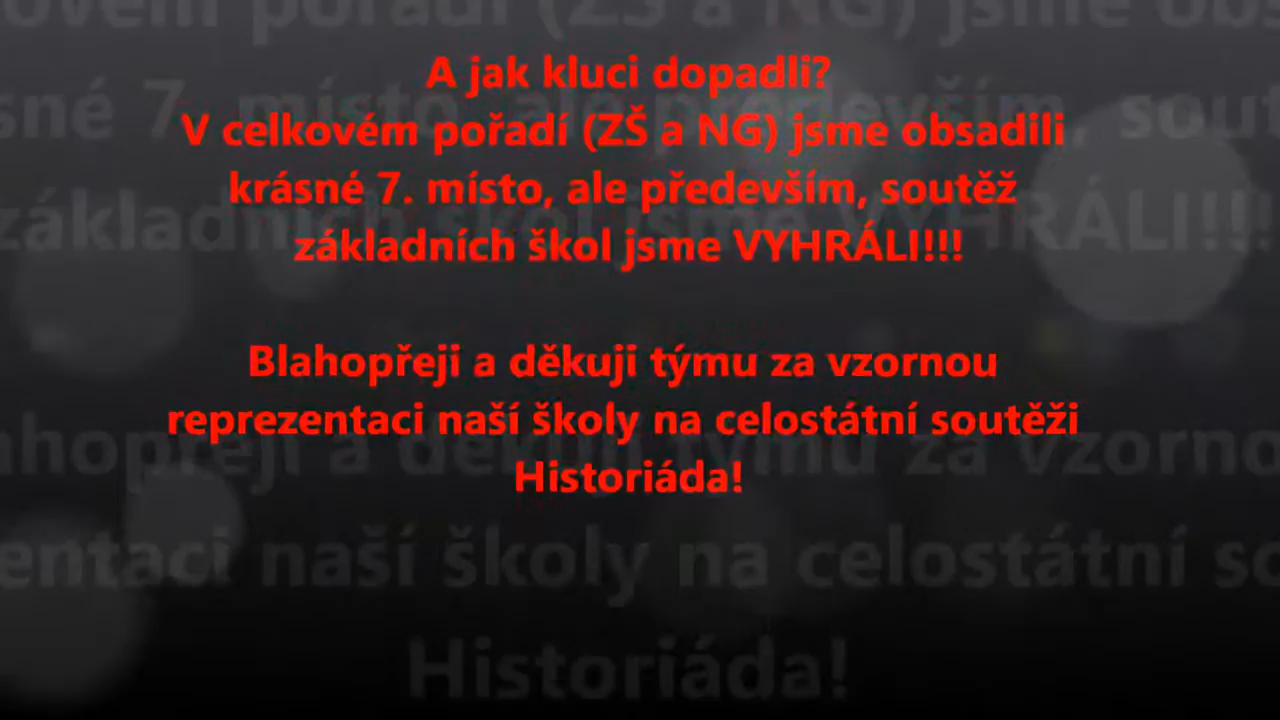 A jak kluci dopadli?
V celkovém pořadí (ZŠ a NG) jsme obsadili
krásné 7. místo, ale především, soutěž
základních škol jsme VYHRÁLI!!!
Blahopřeji a děkuji týmu za vzornou
reprezentaci naší školy na celostátní soutěži
Historiáda!